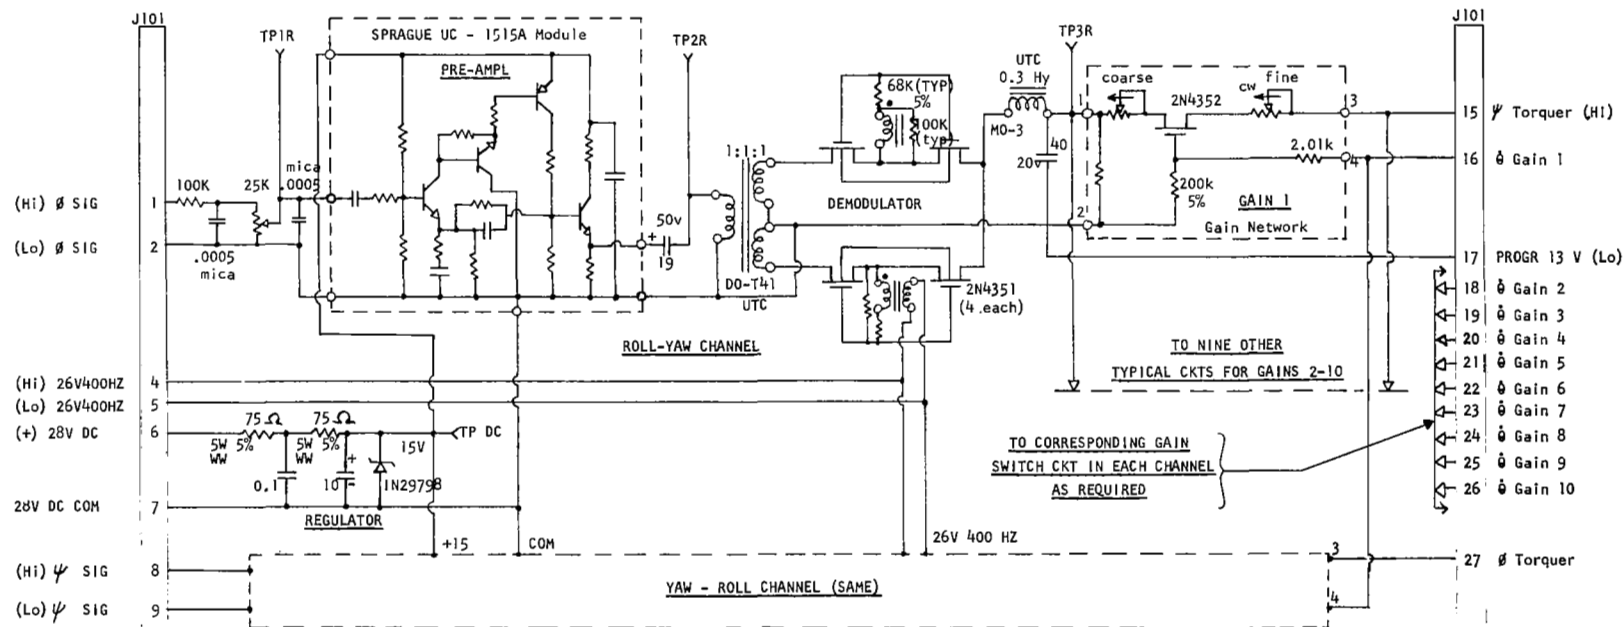 J101
J101
TP1R
SPRAGUE UC - 1515A Module
PRE-AMPL
TP2R
TP3R
UTC
0.3 Hy
MO-3
68K(TYP)
5%
100K
(typ)
coarse
fine
cw
2N4352
1
3
15 ψ Torquer (HI)
40
20v
2.01k
4
16 θ̇ Gain 1
200k
5%
GAIN 1
Gain Network
2
mica
.0005
100K
25K
(Hi) ø SIG 1
(Lo) ø SIG 2
.0005
mica
1:1:1
DEMODULATOR
50v
+
19
DO-T41
UTC
2N4351
(4 each)
ROLL-YAW CHANNEL
17 PROGR 13 V (Lo)
18 θ̇ Gain 2
19 θ̇ Gain 3
20 θ̇ Gain 4
21 θ̇ Gain 5
22 θ̇ Gain 6
23 θ̇ Gain 7
24 θ̇ Gain 8
25 θ̇ Gain 9
26 θ̇ Gain 10
TO NINE OTHER
TYPICAL CKTS FOR GAINS 2-10
TO CORRESPONDING GAIN
SWITCH CKT IN EACH CHANNEL
AS REQUIRED
(Hi) 26V400HZ 4
(Lo) 26V400HZ 5
(+) 28V DC 6
75Ω
5W 5%
WW
75Ω
5W 5%
WW
15V
TP DC
0.1
+
10
1N2979B
28V DC COM 7
REGULATOR
+15
COM
26V 400 HZ
(Hi) ψ SIG 8
(Lo) ψ SIG 9
YAW - ROLL CHANNEL (SAME)
3
27 ø Torquer
4